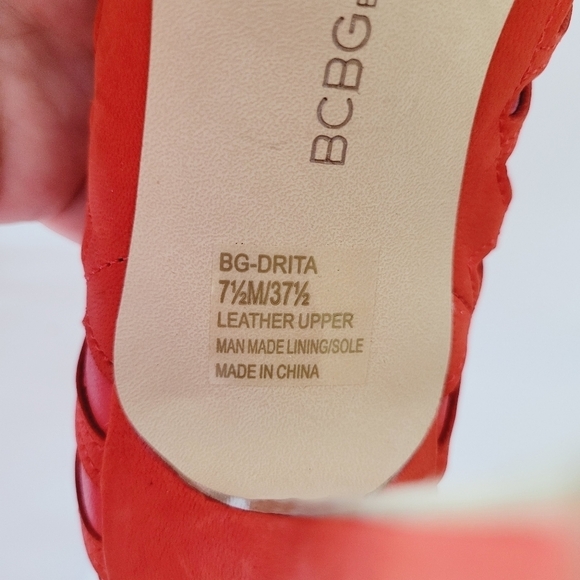 BCBG
BG-DRITA
7½M/37½
LEATHER UPPER
MAN MADE LINING/SOLE
MADE IN CHINA